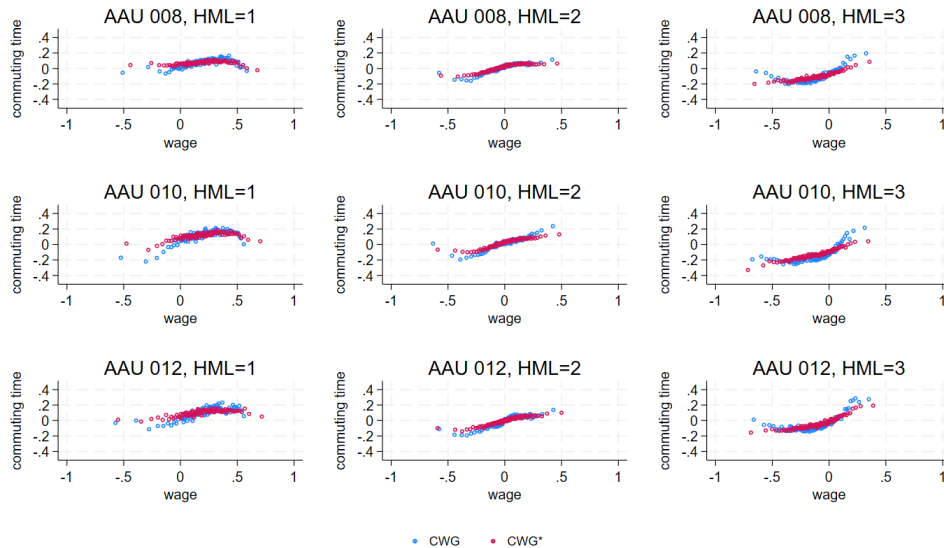 AAU 008, HML=1
commuting time
.4
.2
0
-.2
-.4
-1 -.5 0 .5 1
wage
AAU 008, HML=2
commuting time
.4
.2
0
-.2
-.4
-1 -.5 0 .5 1
wage
AAU 008, HML=3
commuting time
.4
.2
0
-.2
-.4
-1 -.5 0 .5 1
wage
AAU 010, HML=1
commuting time
.4
.2
0
-.2
-.4
-1 -.5 0 .5 1
wage
AAU 010, HML=2
commuting time
.4
.2
0
-.2
-.4
-1 -.5 0 .5 1
wage
AAU 010, HML=3
commuting time
.4
.2
0
-.2
-.4
-1 -.5 0 .5 1
wage
AAU 012, HML=1
commuting time
.4
.2
0
-.2
-.4
-1 -.5 0 .5 1
wage
AAU 012, HML=2
commuting time
.4
.2
0
-.2
-.4
-1 -.5 0 .5 1
wage
AAU 012, HML=3
commuting time
.4
.2
0
-.2
-.4
-1 -.5 0 .5 1
wage
CWG CWG*